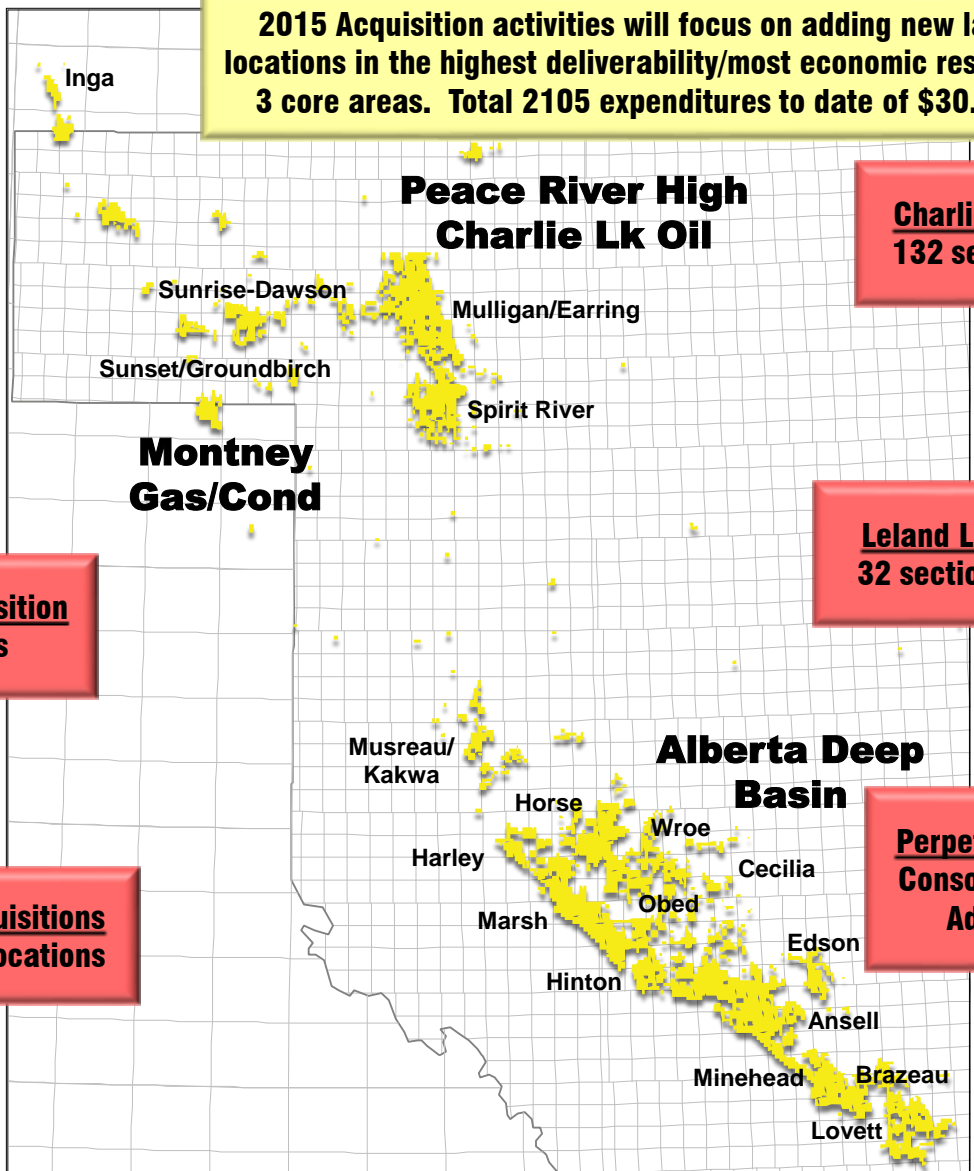 2015 Acquisition activities will focus on adding new la
locations in the highest deliverability/most economic res
3 core areas. Total 2105 expenditures to date of $30.
Inga
Peace River High
Charlie Lk Oil
Charli
132 se
Sunrise-Dawson
Mulligan/Earring
Sunset/Groundbirch
Spirit River
Montney
Gas/Cond
Leland L
32 sectio
sition
s
Musreau/
Kakwa
Alberta Deep
Basin
Horse
Wroe
Harley
Cecilia
Perpet
Conso
Ad
Obed
Marsh
uisitions
ocations
Edson
Hinton
Ansell
Minehead
Brazeau
Lovett